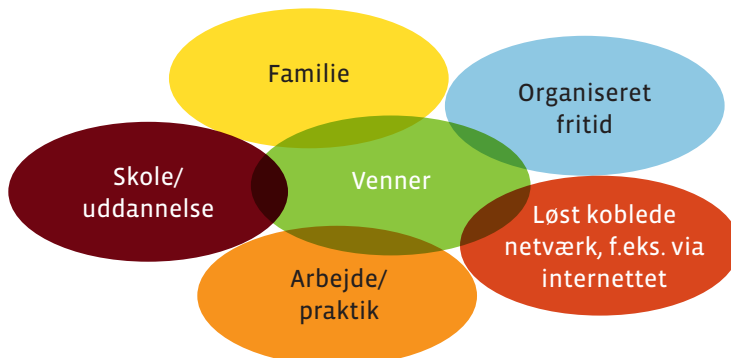 Familie
Organiseret
fritid
Skole/
uddannelse
Venner
Løst koblede
netværk, f.eks. via
internettet
Arbejde/
praktik